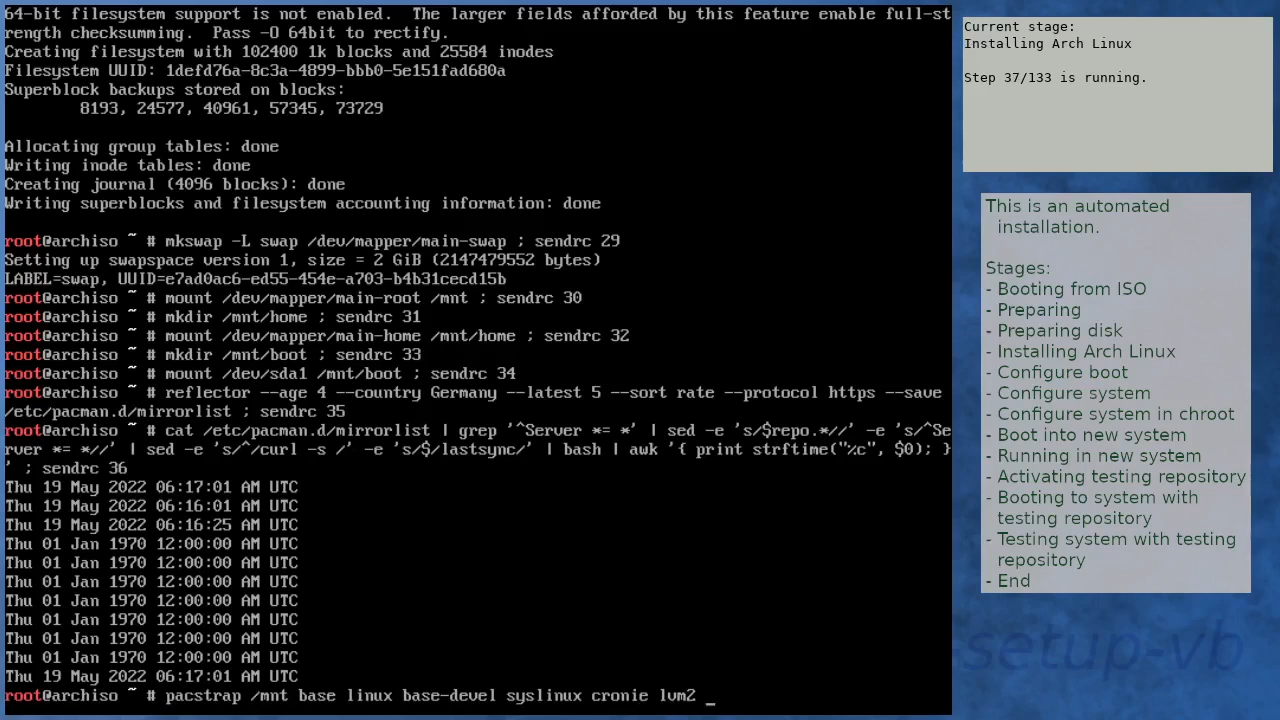 64-bit filesystem support is not enabled.  The larger fields afforded by this feature enable full-st
rength checksumming.  Pass -O 64bit to rectify.
Creating filesystem with 102400 1k blocks and 25584 inodes
Filesystem UUID: 1defd76a-8c3a-4899-bbb0-5e151fad680a
Superblock backups stored on blocks:
        8193, 24577, 40961, 57345, 73729
Allocating group tables: done
Writing inode tables: done
Creating journal (4096 blocks): done
Writing superblocks and filesystem accounting information: done
root@archiso ~ # mkswap -L swap /dev/mapper/main-swap ; sendrc 29
Setting up swapspace version 1, size = 2 GiB (2147479552 bytes)
LABEL=swap, UUID=e7ad0ac6-ed55-454e-a703-b4b31cecd15b
root@archiso ~ # mount /dev/mapper/main-root /mnt ; sendrc 30
root@archiso ~ # mkdir /mnt/home ; sendrc 31
root@archiso ~ # mount /dev/mapper/main-home /mnt/home ; sendrc 32
root@archiso ~ # mkdir /mnt/boot ; sendrc 33
root@archiso ~ # mount /dev/sda1 /mnt/boot ; sendrc 34
root@archiso ~ # reflector --age 4 --country Germany --latest 5 --sort rate --protocol https --save
/etc/pacman.d/mirrorlist ; sendrc 35
root@archiso ~ # cat /etc/pacman.d/mirrorlist | grep '^Server *= *' | sed -e 's/$repo.*//' -e 's/^Se
rver *= *//' | sed -e 's/^/curl -s /' -e 's/$/lastsync/' | bash | awk '{ print strftime("%c", $0); }
' ; sendrc 36
Thu 19 May 2022 06:17:01 AM UTC
Thu 19 May 2022 06:16:01 AM UTC
Thu 19 May 2022 06:16:25 AM UTC
Thu 01 Jan 1970 12:00:00 AM UTC
Thu 01 Jan 1970 12:00:00 AM UTC
Thu 01 Jan 1970 12:00:00 AM UTC
Thu 01 Jan 1970 12:00:00 AM UTC
Thu 01 Jan 1970 12:00:00 AM UTC
Thu 01 Jan 1970 12:00:00 AM UTC
Thu 01 Jan 1970 12:00:00 AM UTC
Thu 19 May 2022 06:17:01 AM UTC
root@archiso ~ # pacstrap /mnt base linux base-devel syslinux cronie lvm2 _
Current stage:
Installing Arch Linux
Step 37/133 is running.
This is an automated
installation.
Stages:
- Booting from ISO
- Preparing
- Preparing disk
- Installing Arch Linux
- Configure boot
- Configure system
- Configure system in chroot
- Boot into new system
- Running in new system
- Activating testing repository
- Booting to system with
testing repository
- Testing system with testing
repository
- End
-setup-vb